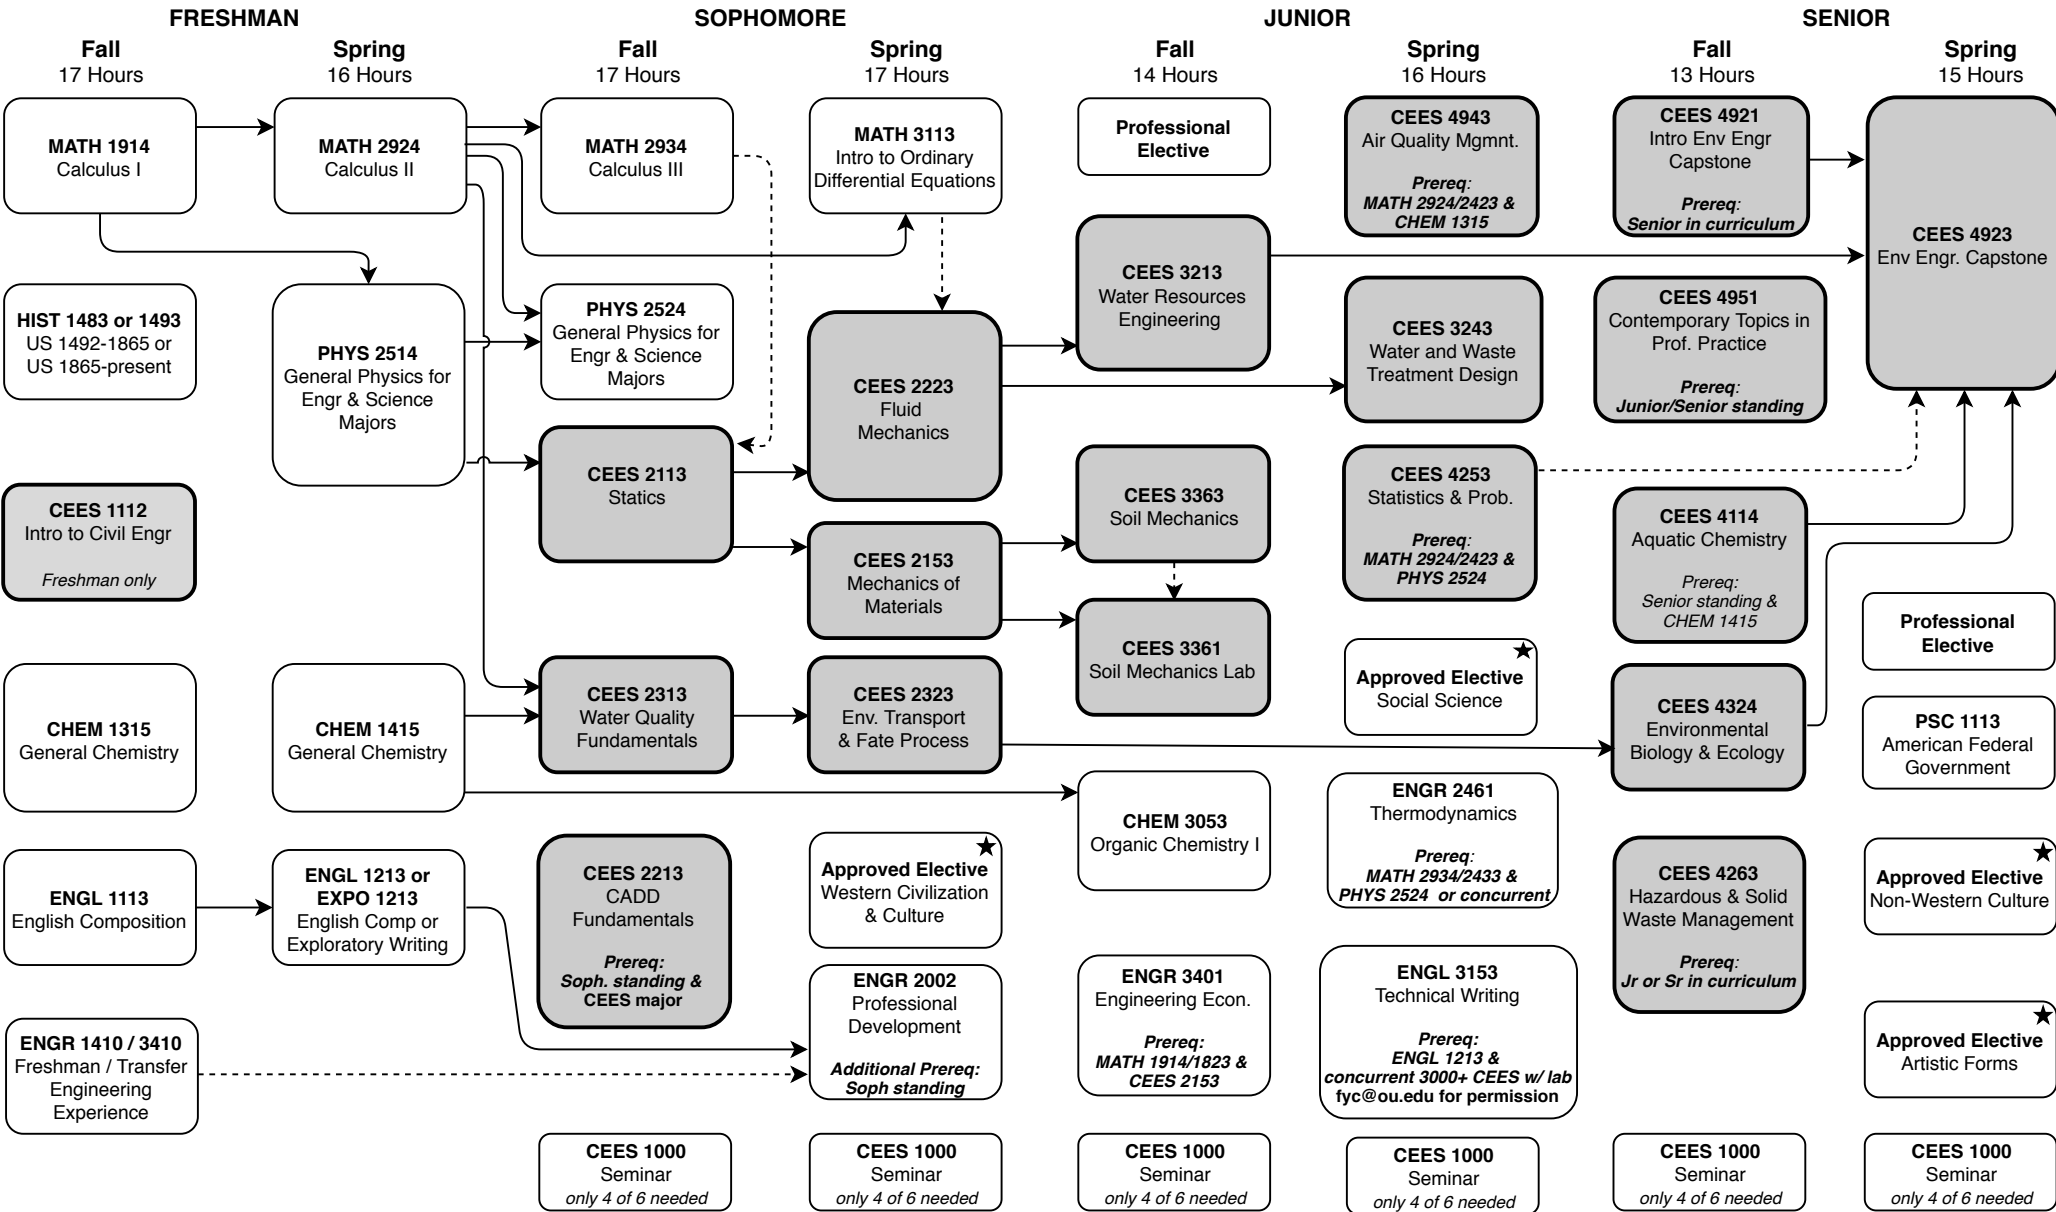 FRESHMAN
SOPHOMORE
JUNIOR
SENIOR
Fall
17 Hours
Spring
16 Hours
Fall
17 Hours
Spring
17 Hours
Fall
14 Hours
Spring
16 Hours
Fall
13 Hours
Spring
15 Hours
MATH 1914
Calculus I
HIST 1483 or 1493
US 1492-1865 or
US 1865-present
CEES 1112
Intro to Civil Engr
Freshman only
CHEM 1315
General Chemistry
ENGL 1113
English Composition
ENGR 1410 / 3410
Freshman / Transfer
Engineering
Experience
MATH 2924
Calculus II
PHYS 2514
General Physics for
Engr & Science
Majors
CHEM 1415
General Chemistry
ENGL 1213 or
EXPO 1213
English Comp or
Exploratory Writing
MATH 2934
Calculus III
PHYS 2524
General Physics for
Engr & Science
Majors
CEES 2113
Statics
CEES 2313
Water Quality
Fundamentals
CEES 2213
CADD
Fundamentals
Prereq:
Soph. standing &
CEES major
CEES 1000
Seminar
only 4 of 6 needed
MATH 3113
Intro to Ordinary
Differential Equations
CEES 2223
Fluid
Mechanics
CEES 2153
Mechanics of
Materials
CEES 2323
Env. Transport
& Fate Process
Approved Elective
Western Civilization
& Culture
ENGR 2002
Professional
Development
Additional Prereq:
Soph standing
CEES 1000
Seminar
only 4 of 6 needed
Professional
Elective
CEES 3213
Water Resources
Engineering
CEES 3363
Soil Mechanics
CEES 3361
Soil Mechanics Lab
CHEM 3053
Organic Chemistry I
ENGR 3401
Engineering Econ.
Prereq:
MATH 1914/1823 &
CEES 2153
CEES 1000
Seminar
only 4 of 6 needed
CEES 4943
Air Quality Mgmnt.
Prereq:
MATH 2924/2423 &
CHEM 1315
CEES 3243
Water and Waste
Treatment Design
CEES 4253
Statistics & Prob.
Prereq:
MATH 2924/2423 &
PHYS 2524
Approved Elective
Social Science
ENGR 2461
Thermodynamics
Prereq:
MATH 2934/2433 &
PHYS 2524 or concurrent
ENGL 3153
Technical Writing
Prereq:
ENGL 1213 &
concurrent 3000+ CEES w/ lab
fyc@ou.edu for permission
CEES 1000
Seminar
only 4 of 6 needed
CEES 4921
Intro Env Engr
Capstone
Prereq:
Senior in curriculum
CEES 4951
Contemporary Topics in
Prof. Practice
Prereq:
Junior/Senior standing
CEES 4114
Aquatic Chemistry
Prereq:
Senior standing &
CHEM 1415
CEES 4324
Environmental
Biology & Ecology
CEES 4263
Hazardous & Solid
Waste Management
Prereq:
Jr or Sr in curriculum
CEES 1000
Seminar
only 4 of 6 needed
CEES 4923
Env Engr. Capstone
Professional
Elective
PSC 1113
American Federal
Government
Approved Elective
Non-Western Culture
Approved Elective
Artistic Forms
CEES 1000
Seminar
only 4 of 6 needed